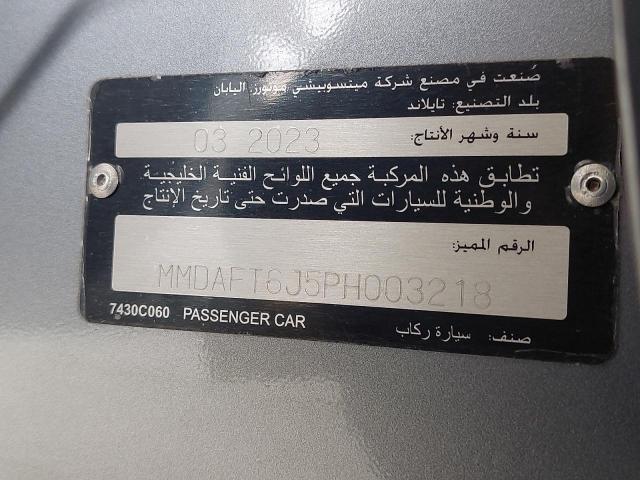 صُنعت في مصنع شركة ميتسوبيشي موتورز، اليابان
بلد التصنيع: تايلاند
سنة وشهر الأنتاج: 03 2023
تطابق هذه المركبة جميع اللوائح الفنية الخليجية
والوطنية للسيارات التي صدرت حتى تاريخ الإنتاج
الرقم المميز:
MMDAFT6J5PH003218
7430C060 PASSENGER CAR صنف: سيارة ركاب